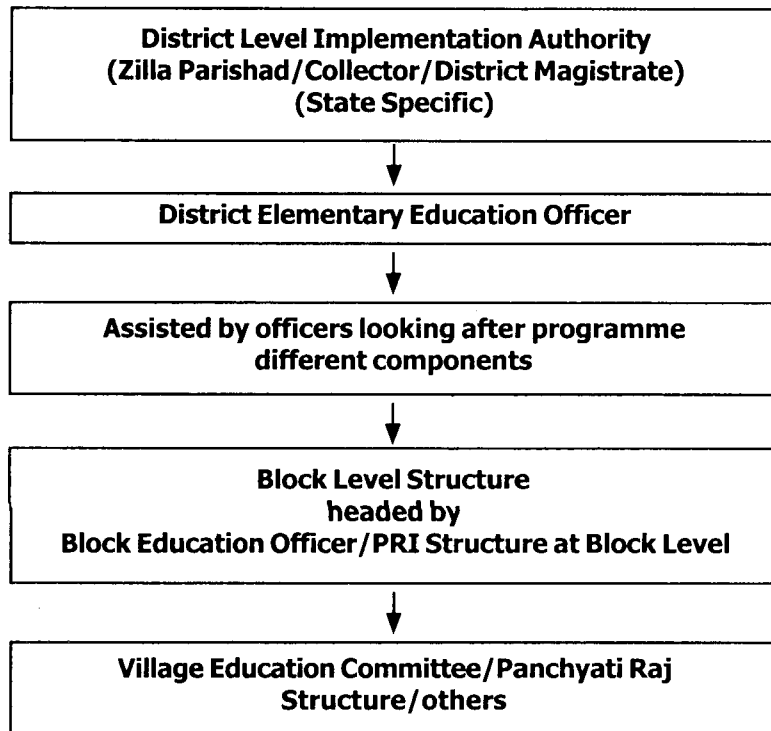 District Level Implementation Authority
(Zilla Parishad/Collector/District Magistrate)
(State Specific)
District Elementary Education Officer
Assisted by officers looking after programme
different components
Block Level Structure
headed by
Block Education Officer/PRI Structure at Block Level
Village Education Committee/Panchyati Raj
Structure/others